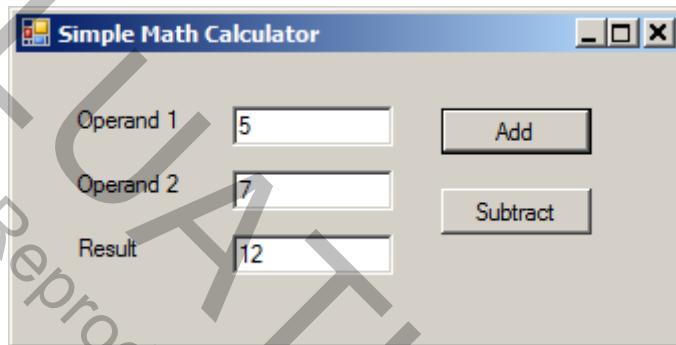 Simple Math Calculator
Operand 1 5 Add
Operand 2 7 Subtract
Result 12